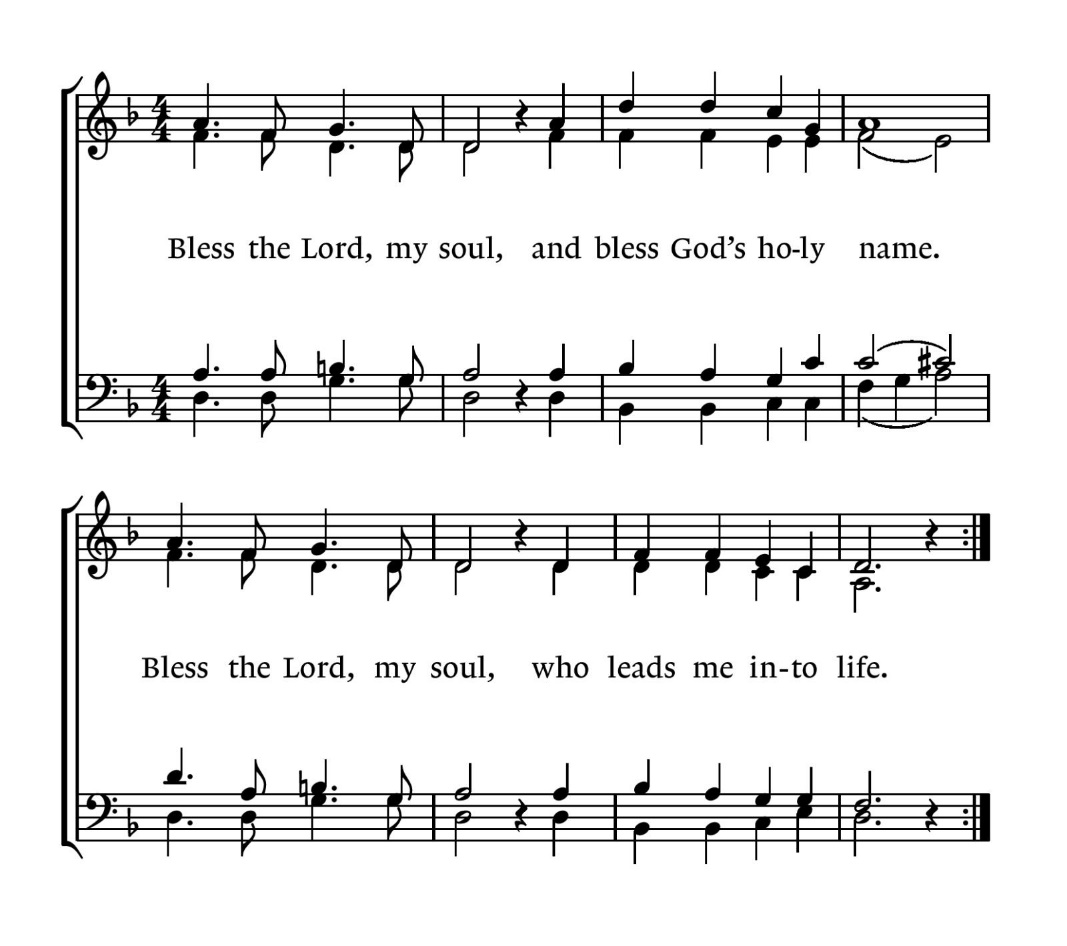 Bless the Lord, my soul, and bless God's ho-ly name.
Bless the Lord, my soul, who leads me in-to life.